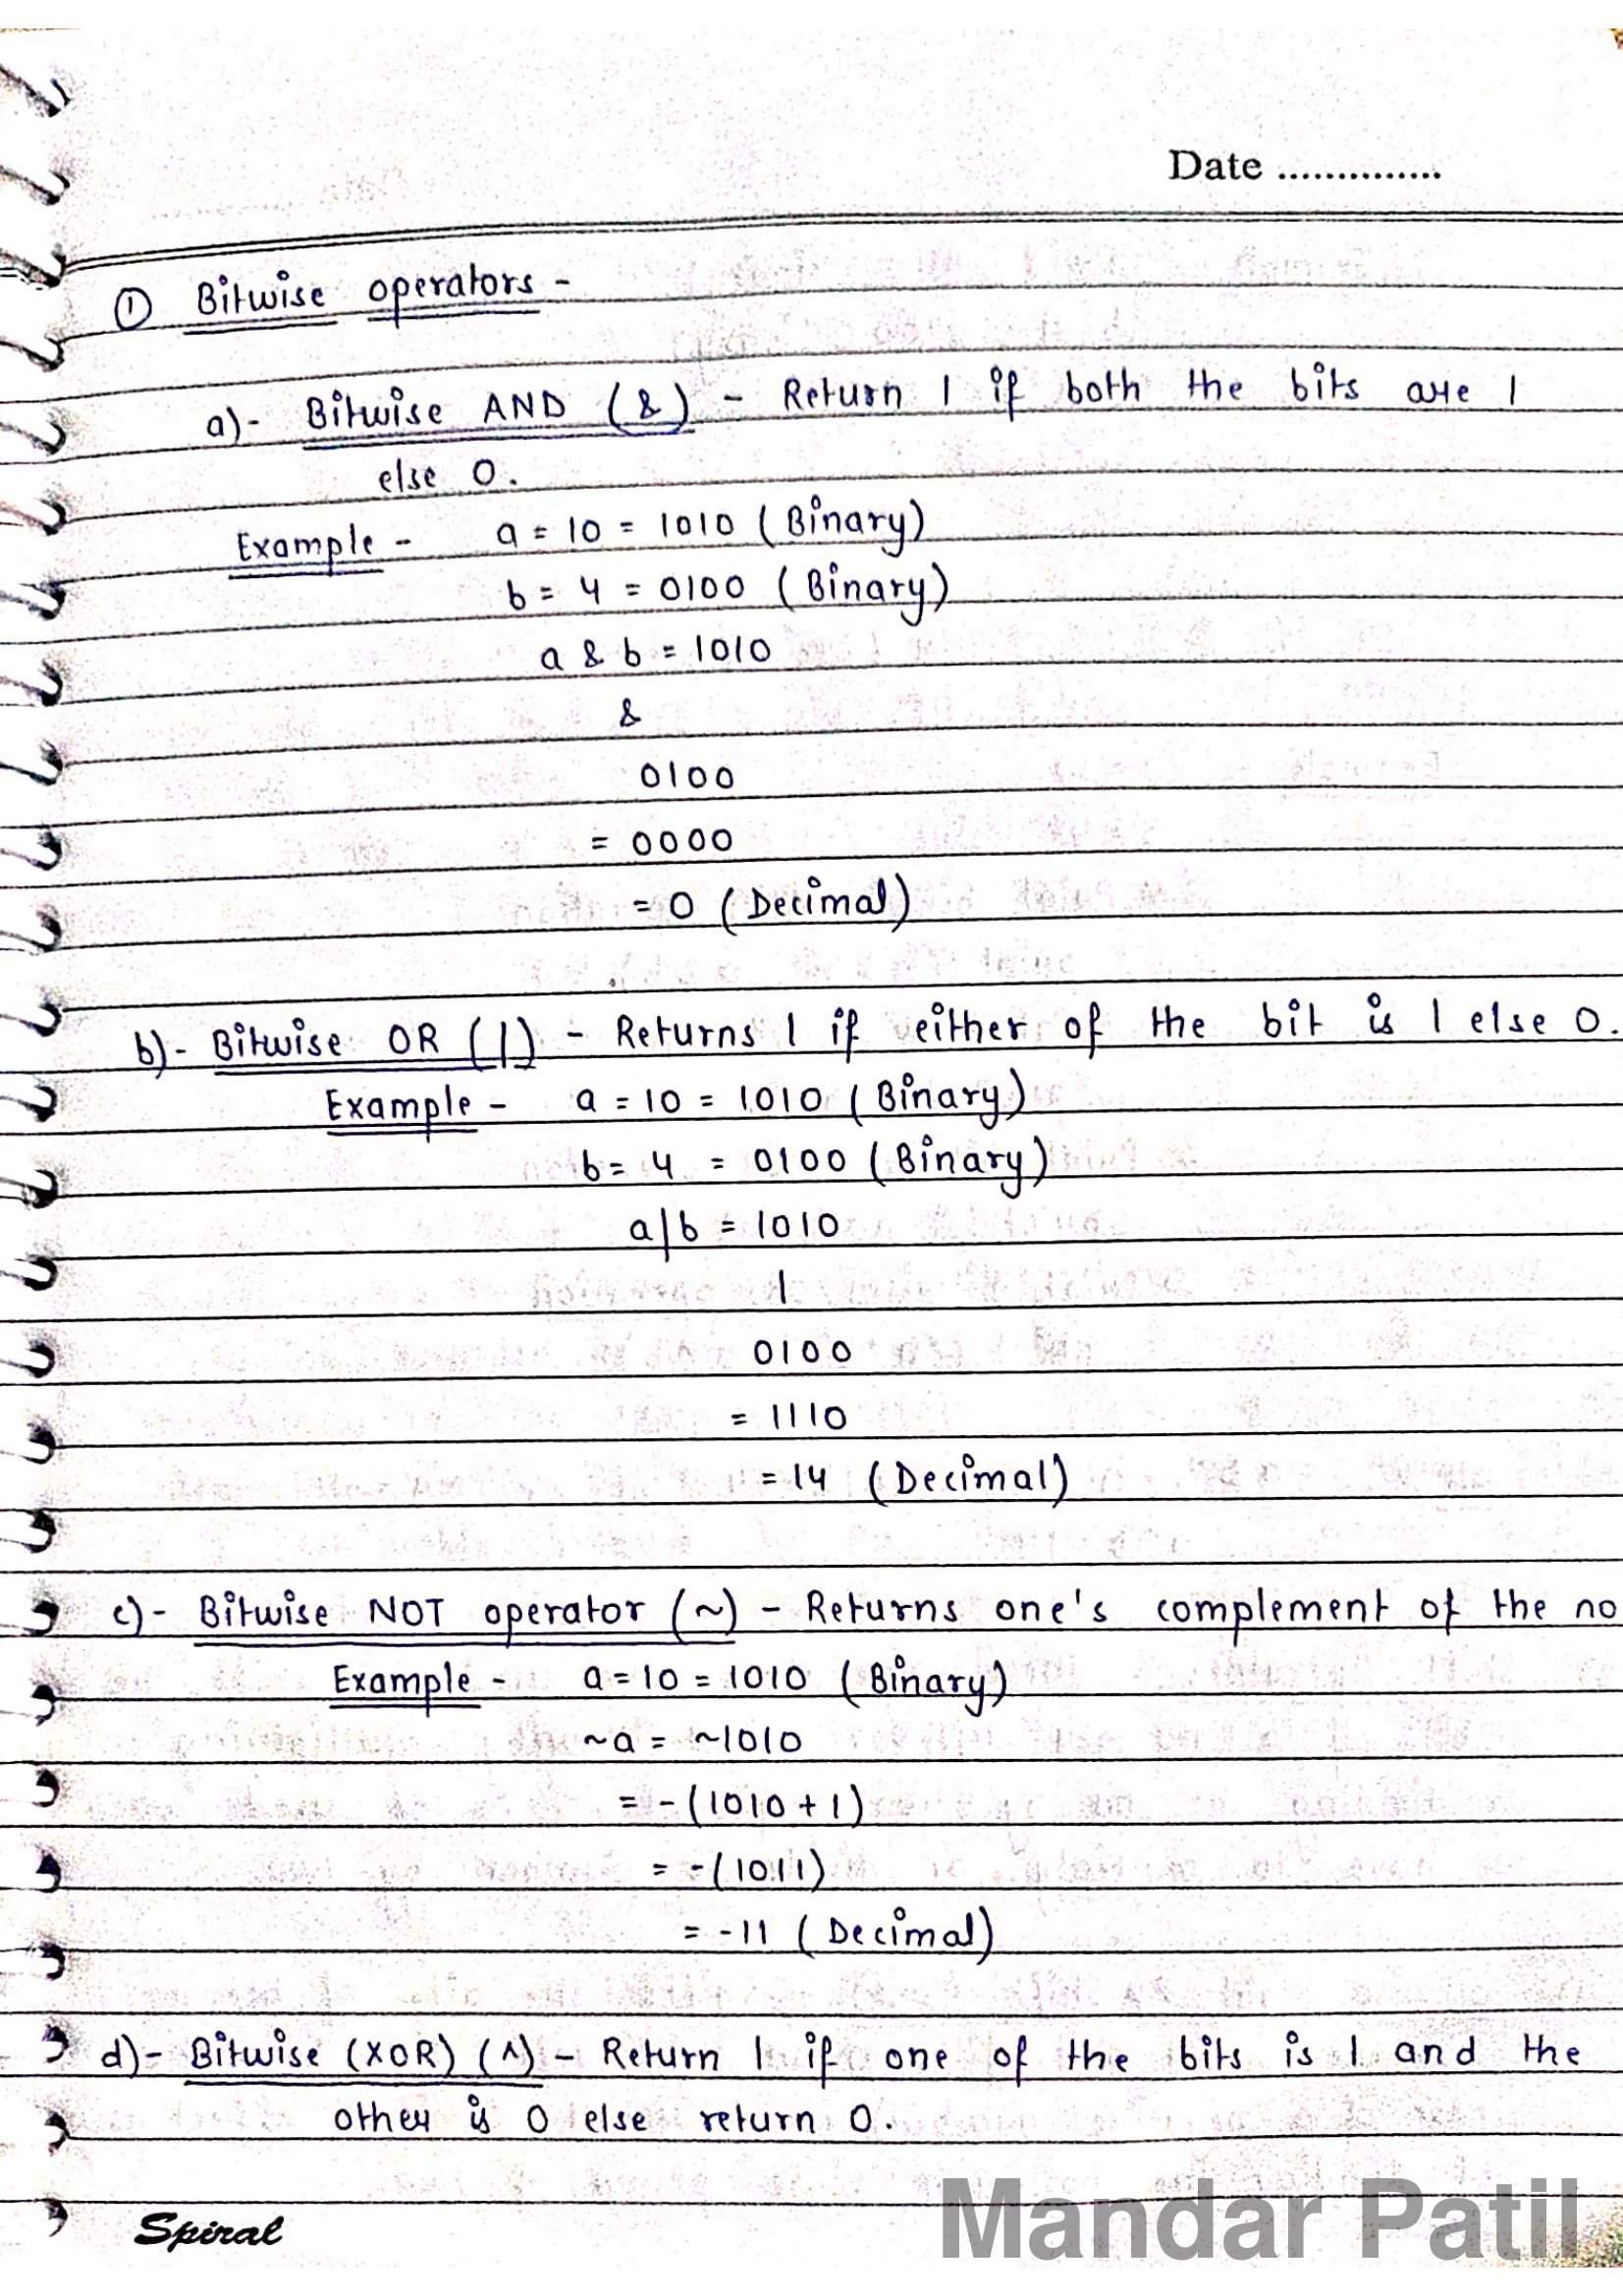 Date ..............
① Bitwise operators -
a)- Bitwise AND (&) - Return 1 if both the bits are 1
else 0.
Example - a = 10 = 1010 (Binary)
b = 4 = 0100 (Binary)
a & b = 1010
&
0100
= 0000
= 0 (Decimal)
b)- Bitwise OR (|) - Returns 1 if either of the bit is 1 else 0.
Example - a = 10 = 1010 (Binary)
b = 4 = 0100 (Binary)
a|b = 1010
|
0100
= 1110
= 14 (Decimal)
c)- Bitwise NOT operator (~) - Returns one's complement of the no
Example - a = 10 = 1010 (Binary)
~a = ~1010
= -(1010 + 1)
= -(1011)
= -11 (Decimal)
d)- Bitwise (XOR) (^) - Return 1 if one of the bits is 1 and the
other is 0 else return 0.
Spiral
Mandar Patil